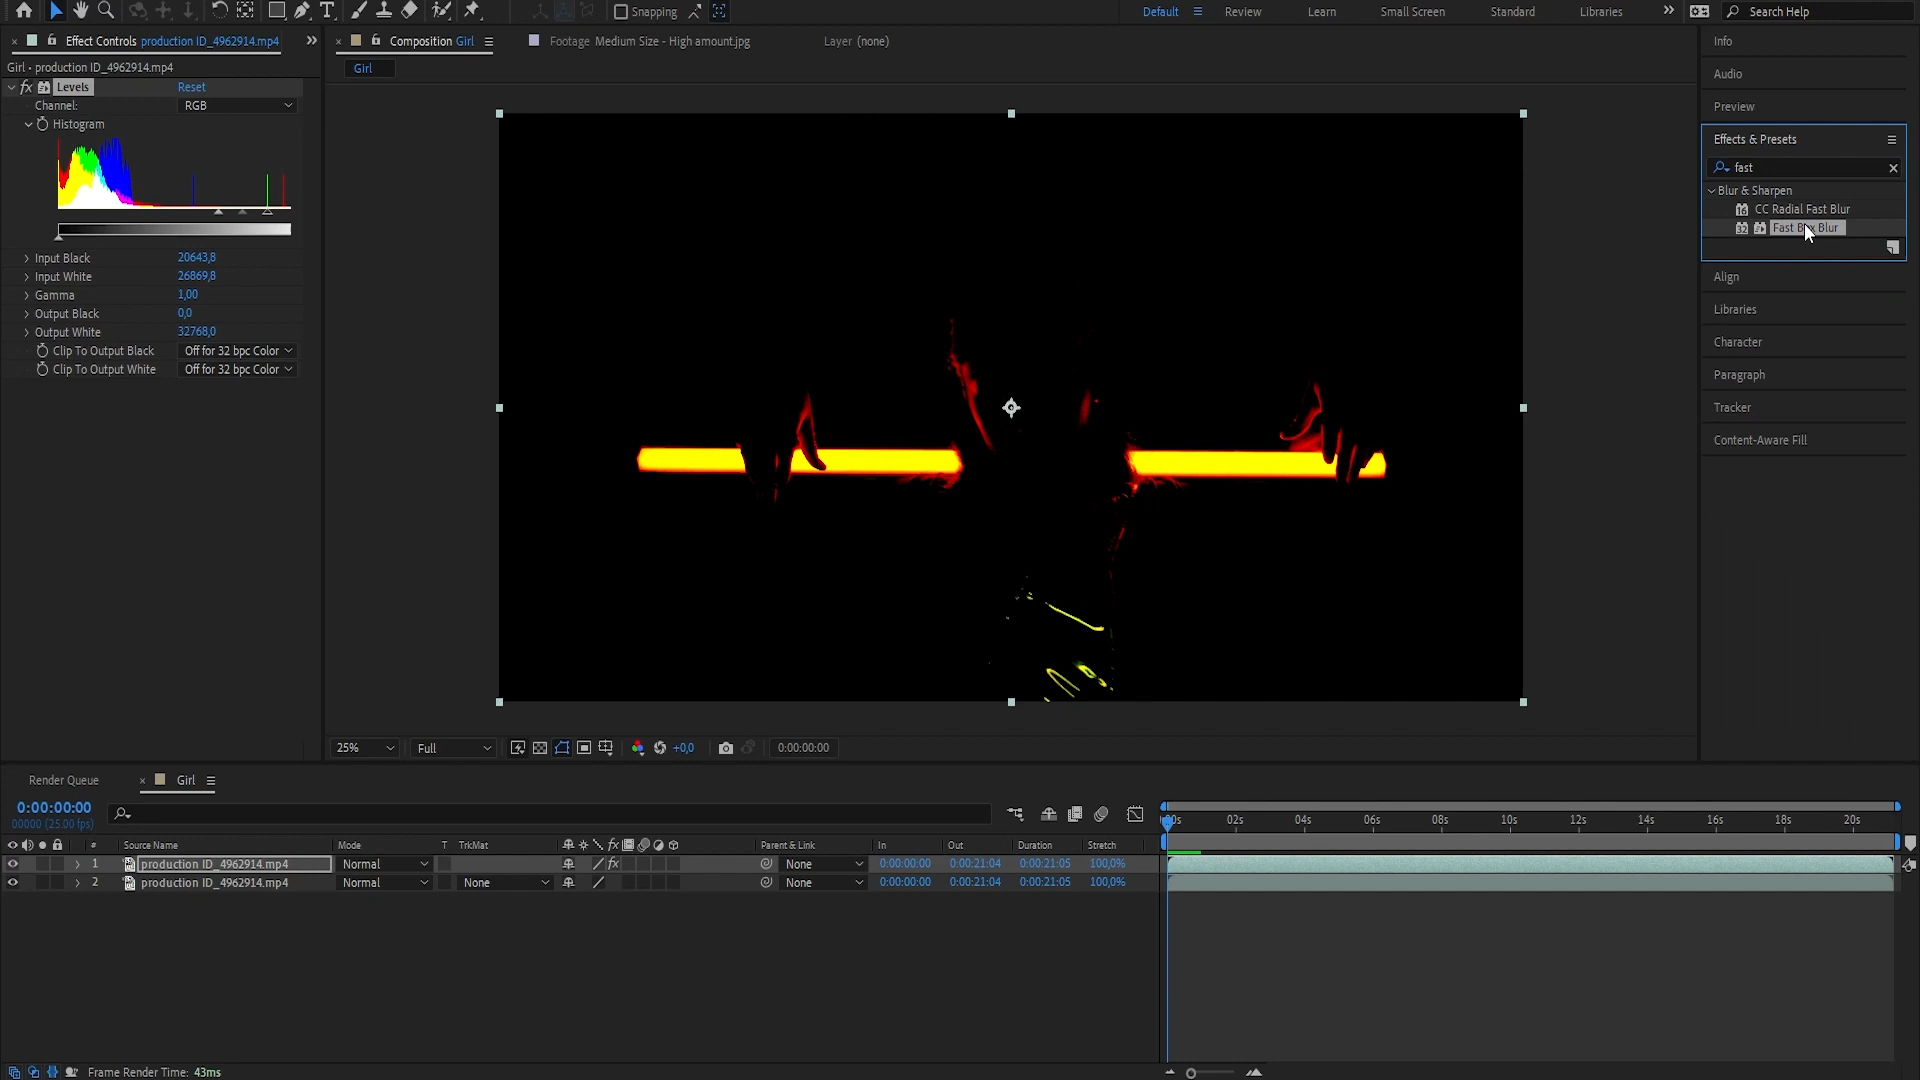 Snapping
Default
Review
Learn
Small Screen
Standard
Libraries
Search Help
Effect Controls production ID_4962914.mp4
Composition Girl
Footage Medium Size - High amount.jpg
Layer (none)
Info
Girl • production ID_4962914.mp4
Girl
fx Levels Reset
Audio
Channel: RGB
Preview
Histogram
Effects & Presets
fast
Blur & Sharpen
16 CC Radial Fast Blur
32 Fast Box Blur
Input Black 20643,8
Input White 26869,8
Align
Gamma 1,00
Output Black 0,0
Libraries
Output White 32768,0
Clip To Output Black Off for 32 bpc Color
Character
Clip To Output White Off for 32 bpc Color
Paragraph
Tracker
Content-Aware Fill
25% Full +0,0 0:00:00:00
Render Queue Girl
0:00:00:00
00000 (25.00 fps)
02s 04s 06s 08s 10s 12s 14s 16s 18s 20s
# Source Name Mode T TrkMat fx Parent & Link In Out Duration Stretch
1 production ID_4962914.mp4 Normal fx None 0:00:00:00 0:00:21:04 0:00:21:05 100,0%
2 production ID_4962914.mp4 Normal None None 0:00:00:00 0:00:21:04 0:00:21:05 100,0%
Frame Render Time: 43ms